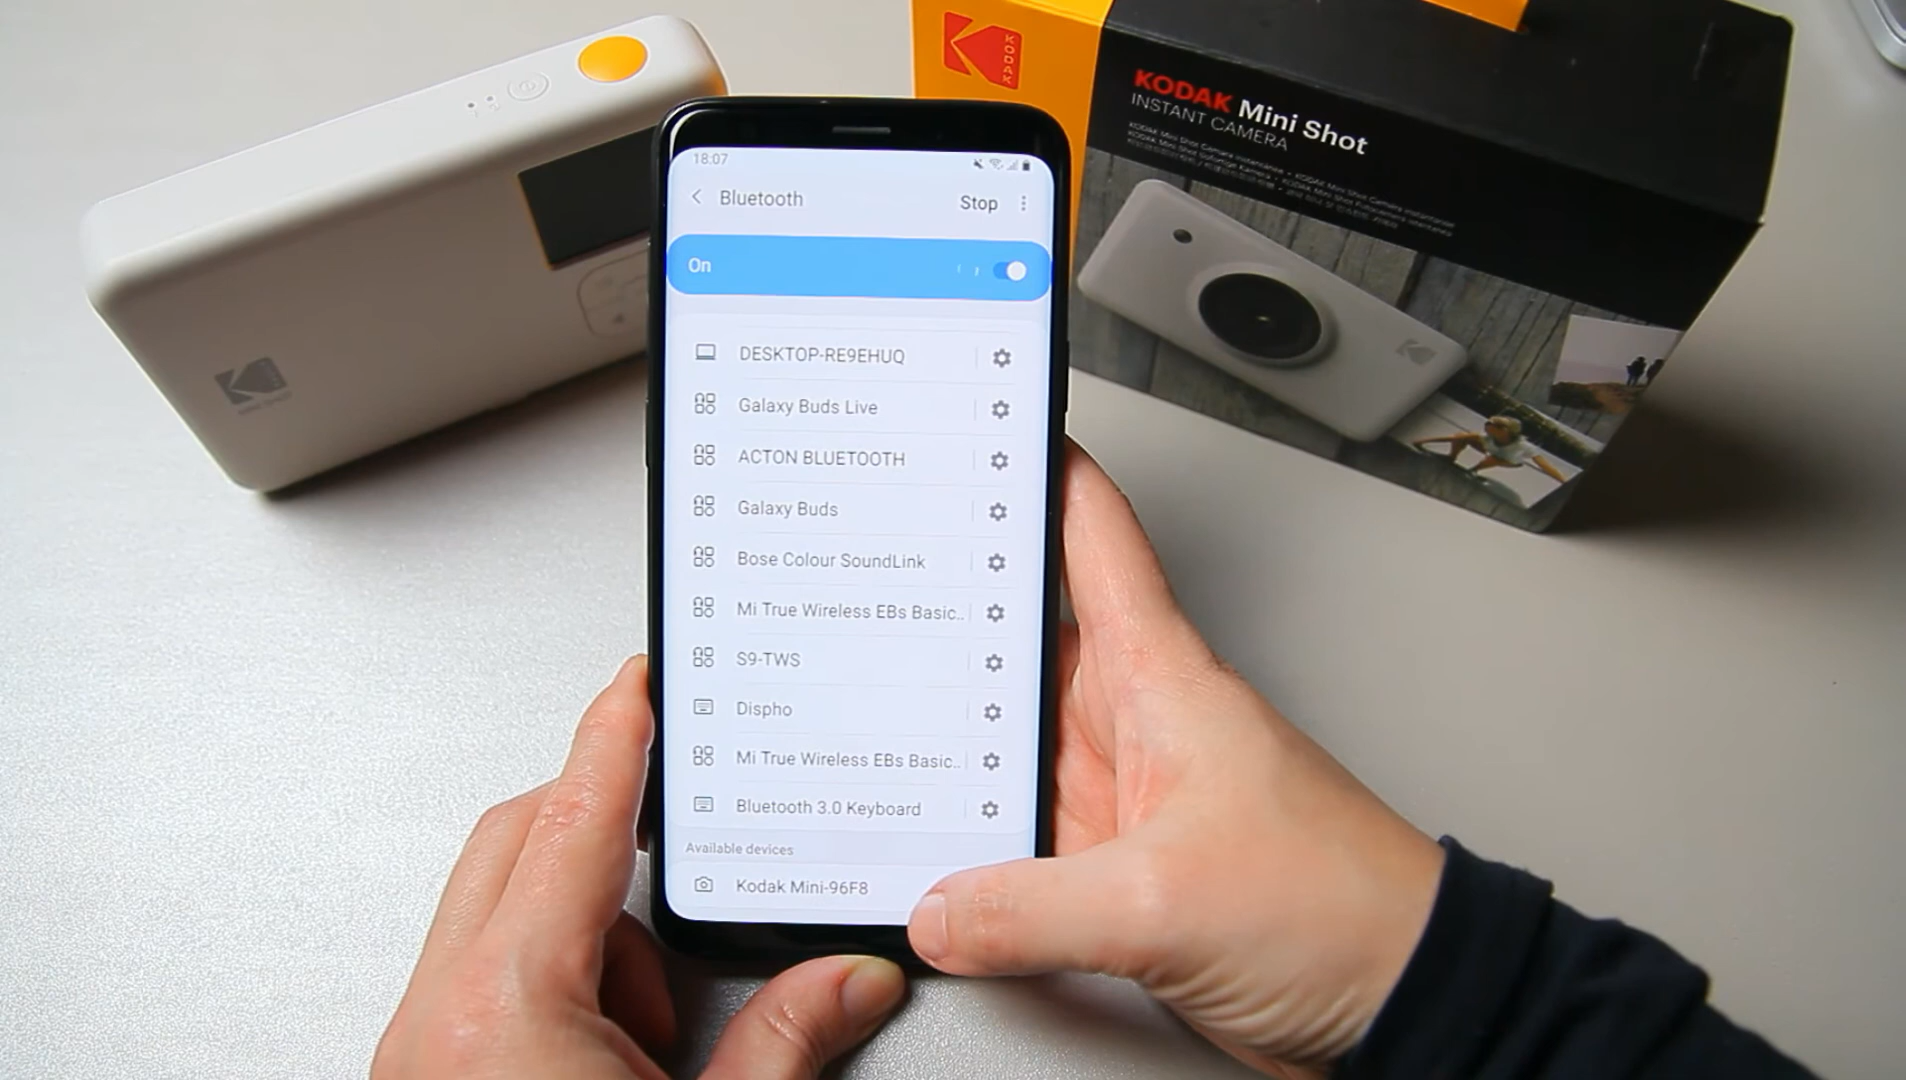 KODAK
KODAK Mini Shot
INSTANT CAMERA
18:07
Bluetooth
Stop
On
DESKTOP-RE9EHUQ
Galaxy Buds Live
ACTON BLUETOOTH
Galaxy Buds
Bose Colour SoundLink
Mi True Wireless EBs Basic..
S9-TWS
Dispho
Mi True Wireless EBs Basic..
Bluetooth 3.0 Keyboard
Available devices
Kodak Mini-96F8